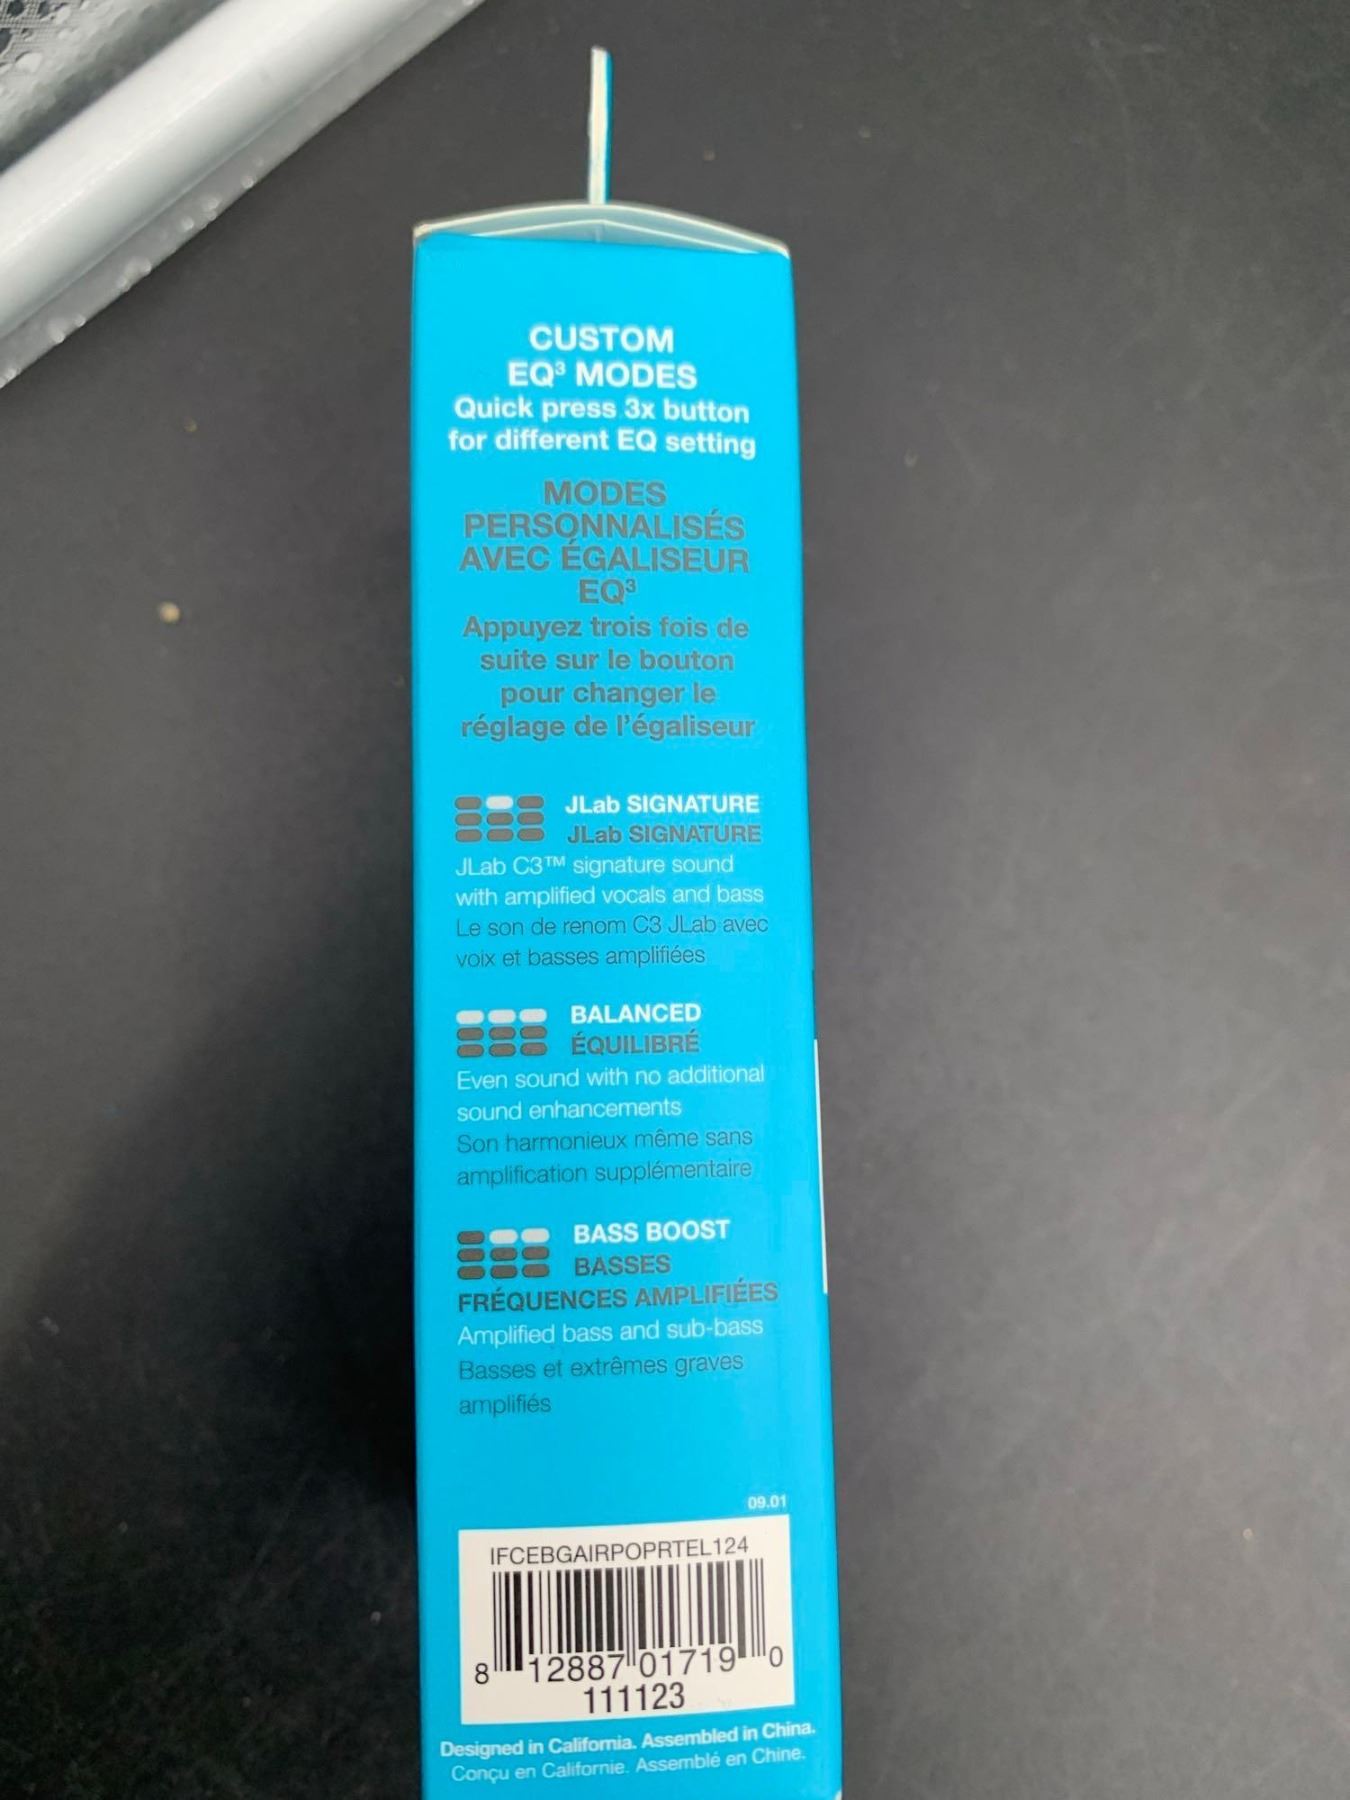 CUSTOM
EQ³ MODES
Quick press 3x button
for different EQ setting
MODES
PERSONNALISÉS
AVEC ÉGALISEUR
EQ³
Appuyez trois fois de
suite sur le bouton
pour changer le
réglage de l'égaliseur
JLab SIGNATURE
JLab SIGNATURE
JLab C3™ signature sound
with amplified vocals and bass
Le son de renom C3 JLab avec
voix et basses amplifiées
BALANCED
ÉQUILIBRÉ
Even sound with no additional
sound enhancements
Son harmonieux même sans
amplification supplémentaire
BASS BOOST
BASSES
FRÉQUENCES AMPLIFIÉES
Amplified bass and sub-bass
Basses et extrêmes graves
amplifiés
09.01
IFCEBGAIRPOPRTEL124
8 12887 01719 0
111123
Designed in California. Assembled in China.
Conçu en Californie. Assemblé en Chine.